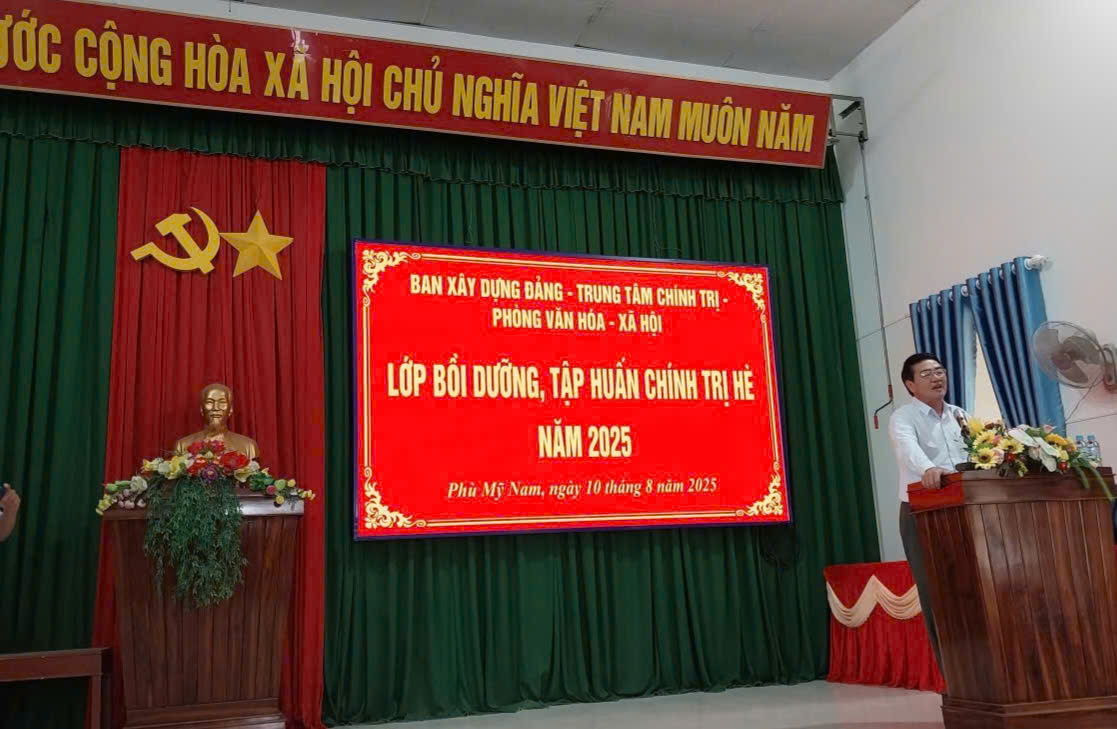 CỘNG HÒA XÃ HỘI CHỦ NGHĨA VIỆT NAM MUÔN NĂM
BAN XÂY DỰNG ĐẢNG - TRUNG TÂM CHÍNH TRỊ -
PHÒNG VĂN HÓA - XÃ HỘI
LỚP BỒI DƯỠNG, TẬP HUẤN CHÍNH TRỊ HÈ
NĂM 2025
Phù Mỹ Nam, ngày 10 tháng 8 năm 2025